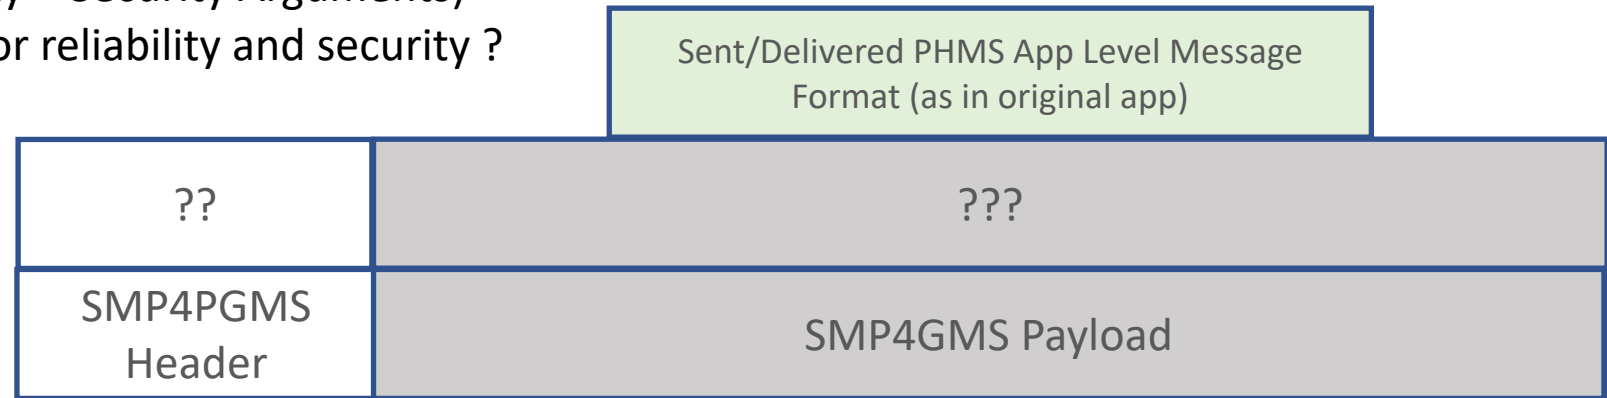 or reliability and security ?
Sent/Delivered PHMS App Level Message
Format (as in original app)
??
???
SMP4PGMS
Header
SMP4GMS Payload